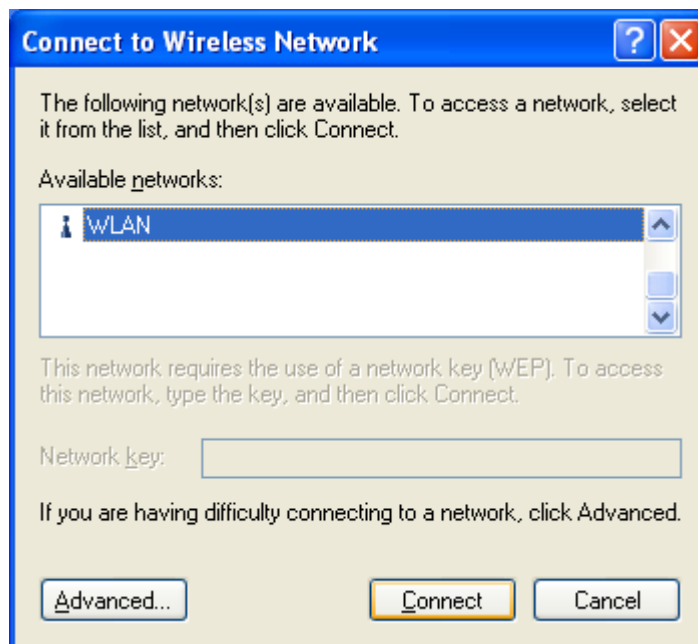 Connect to Wireless Network
The following network(s) are available. To access a network, select
it from the list, and then click Connect.
Available networks:
WLAN
This network requires the use of a network key (WEP). To access
this network, type the key, and then click Connect.
Network key:
If you are having difficulty connecting to a network, click Advanced.
Advanced... Connect Cancel